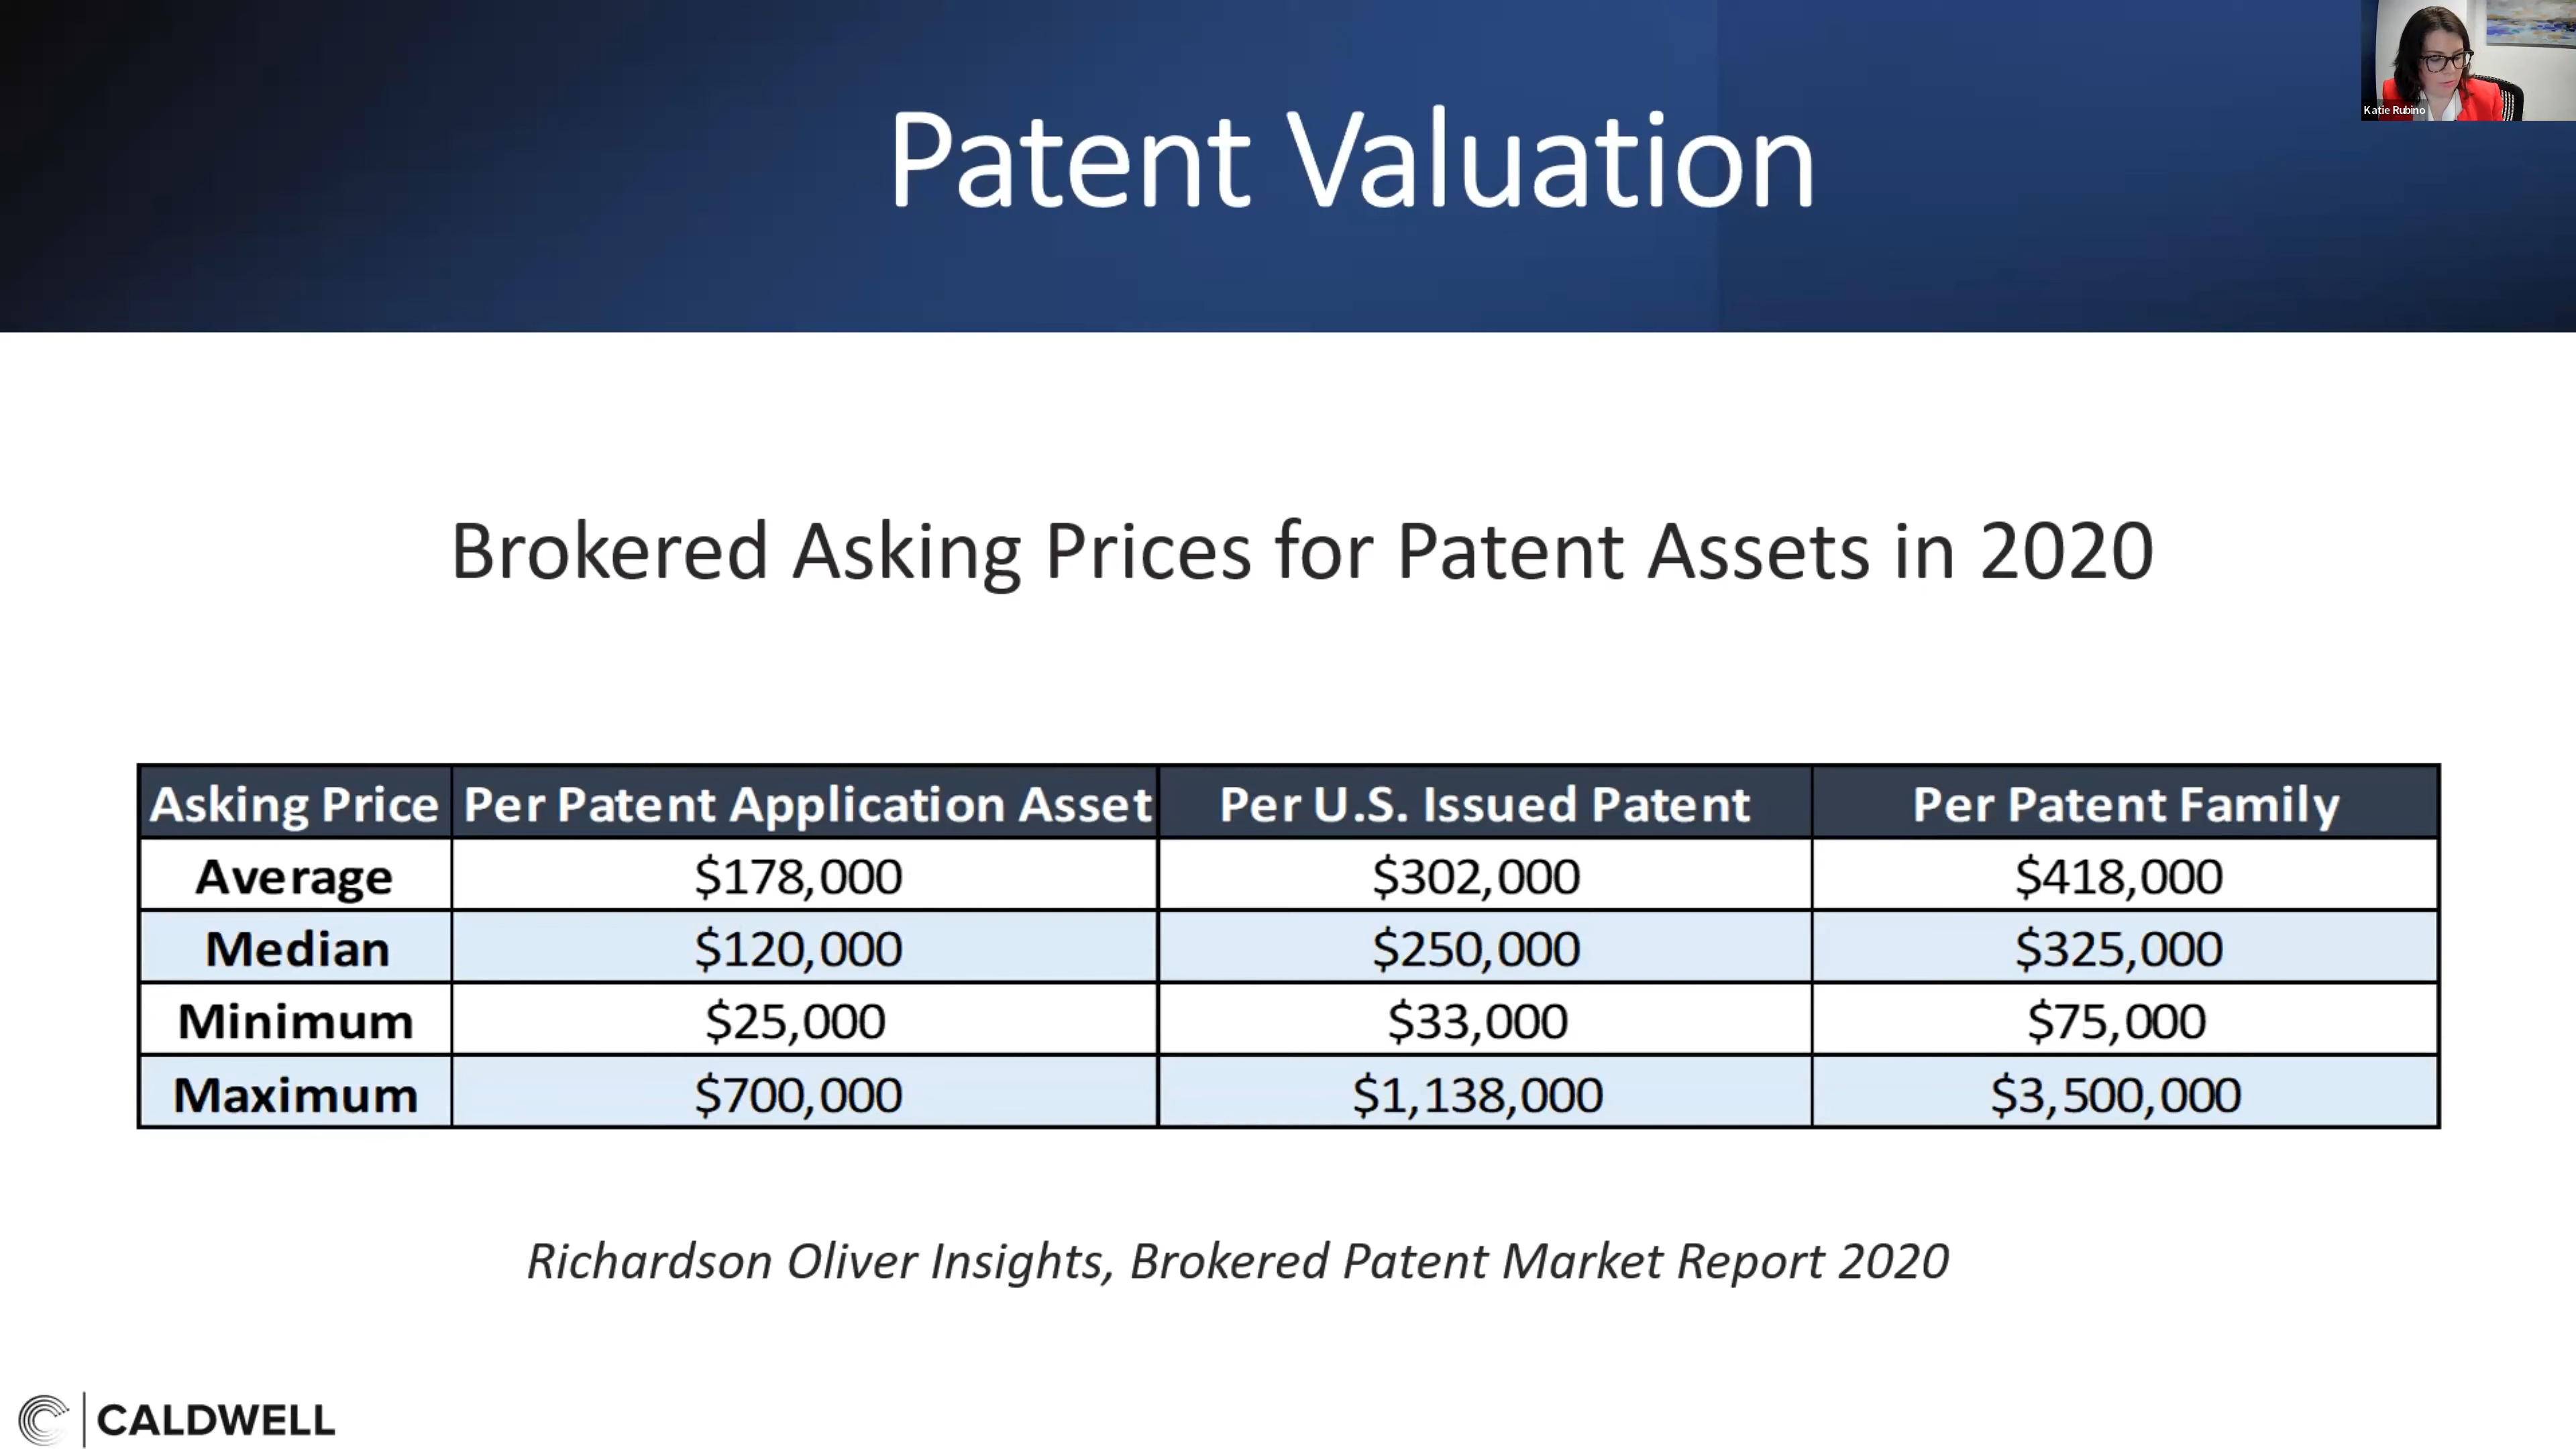 Patent Valuation
Katie Rubino
Brokered Asking Prices for Patent Assets in 2020
Asking Price Per Patent Application Asset Per U.S. Issued Patent Per Patent Family
Average $178,000 $302,000 $418,000
Median $120,000 $250,000 $325,000
Minimum $25,000 $33,000 $75,000
Maximum $700,000 $1,138,000 $3,500,000
Richardson Oliver Insights, Brokered Patent Market Report 2020
CALDWELL